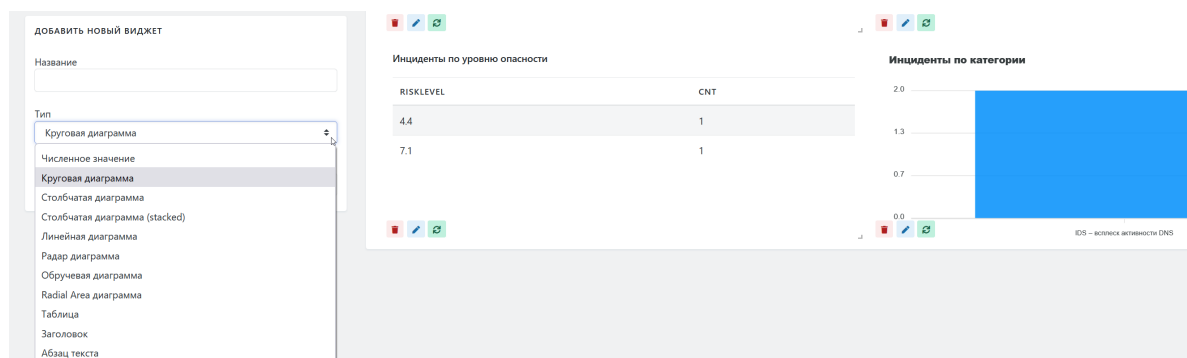 ДОБАВИТЬ НОВЫЙ ВИДЖЕТ
Название
Тип
Круговая диаграмма
Численное значение
Круговая диаграмма
Столбчатая диаграмма
Столбчатая диаграмма (stacked)
Линейная диаграмма
Радар диаграмма
Обручевая диаграмма
Radial Area диаграмма
Таблица
Заголовок
Абзац текста
Инциденты по уровню опасности
RISKLEVEL CNT
4.4 1
7.1 1
Инциденты по категории
2.0
1.3
0.7
0.0
IDS – всплеск активности DNS